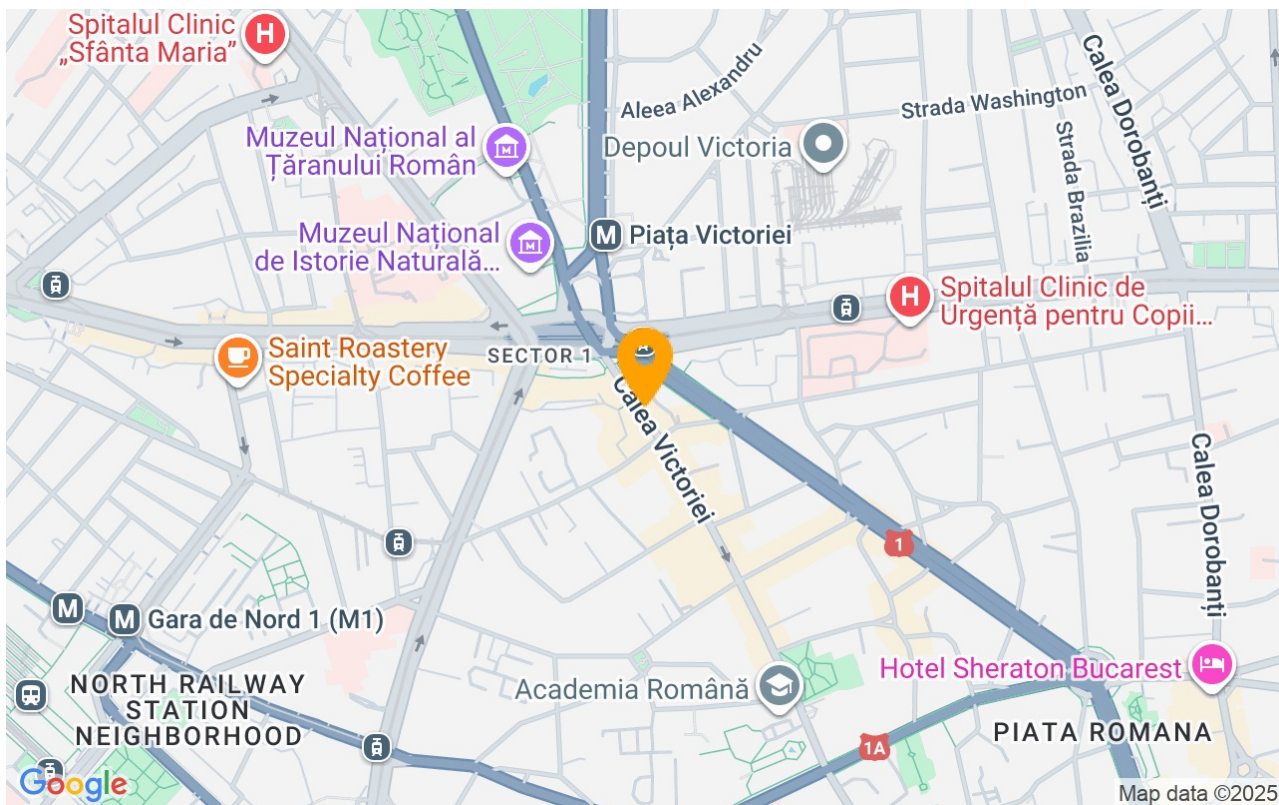 Spitalul Clinic
„Sfânta Maria”
H
Calea Dorobanți
Aleea Alexandru
Strada Washington
Muzeul Național al
Țăranului Român
M
Depoul Victoria
Strada Brazilia
Muzeul Național
de Istorie Naturală...
M
M Piața Victoriei
H
Spitalul Clinic de
Urgență pentru Copii...
Saint Roastery
Specialty Coffee
SECTOR 1
Calea Victoriei
Calea Dorobanți
1
M
M Gara de Nord 1 (M1)
NORTH RAILWAY
STATION
NEIGHBORHOOD
Academia Română
Hotel Sheraton Bucarest
PIATA ROMANA
1A
Google
Map data ©2025